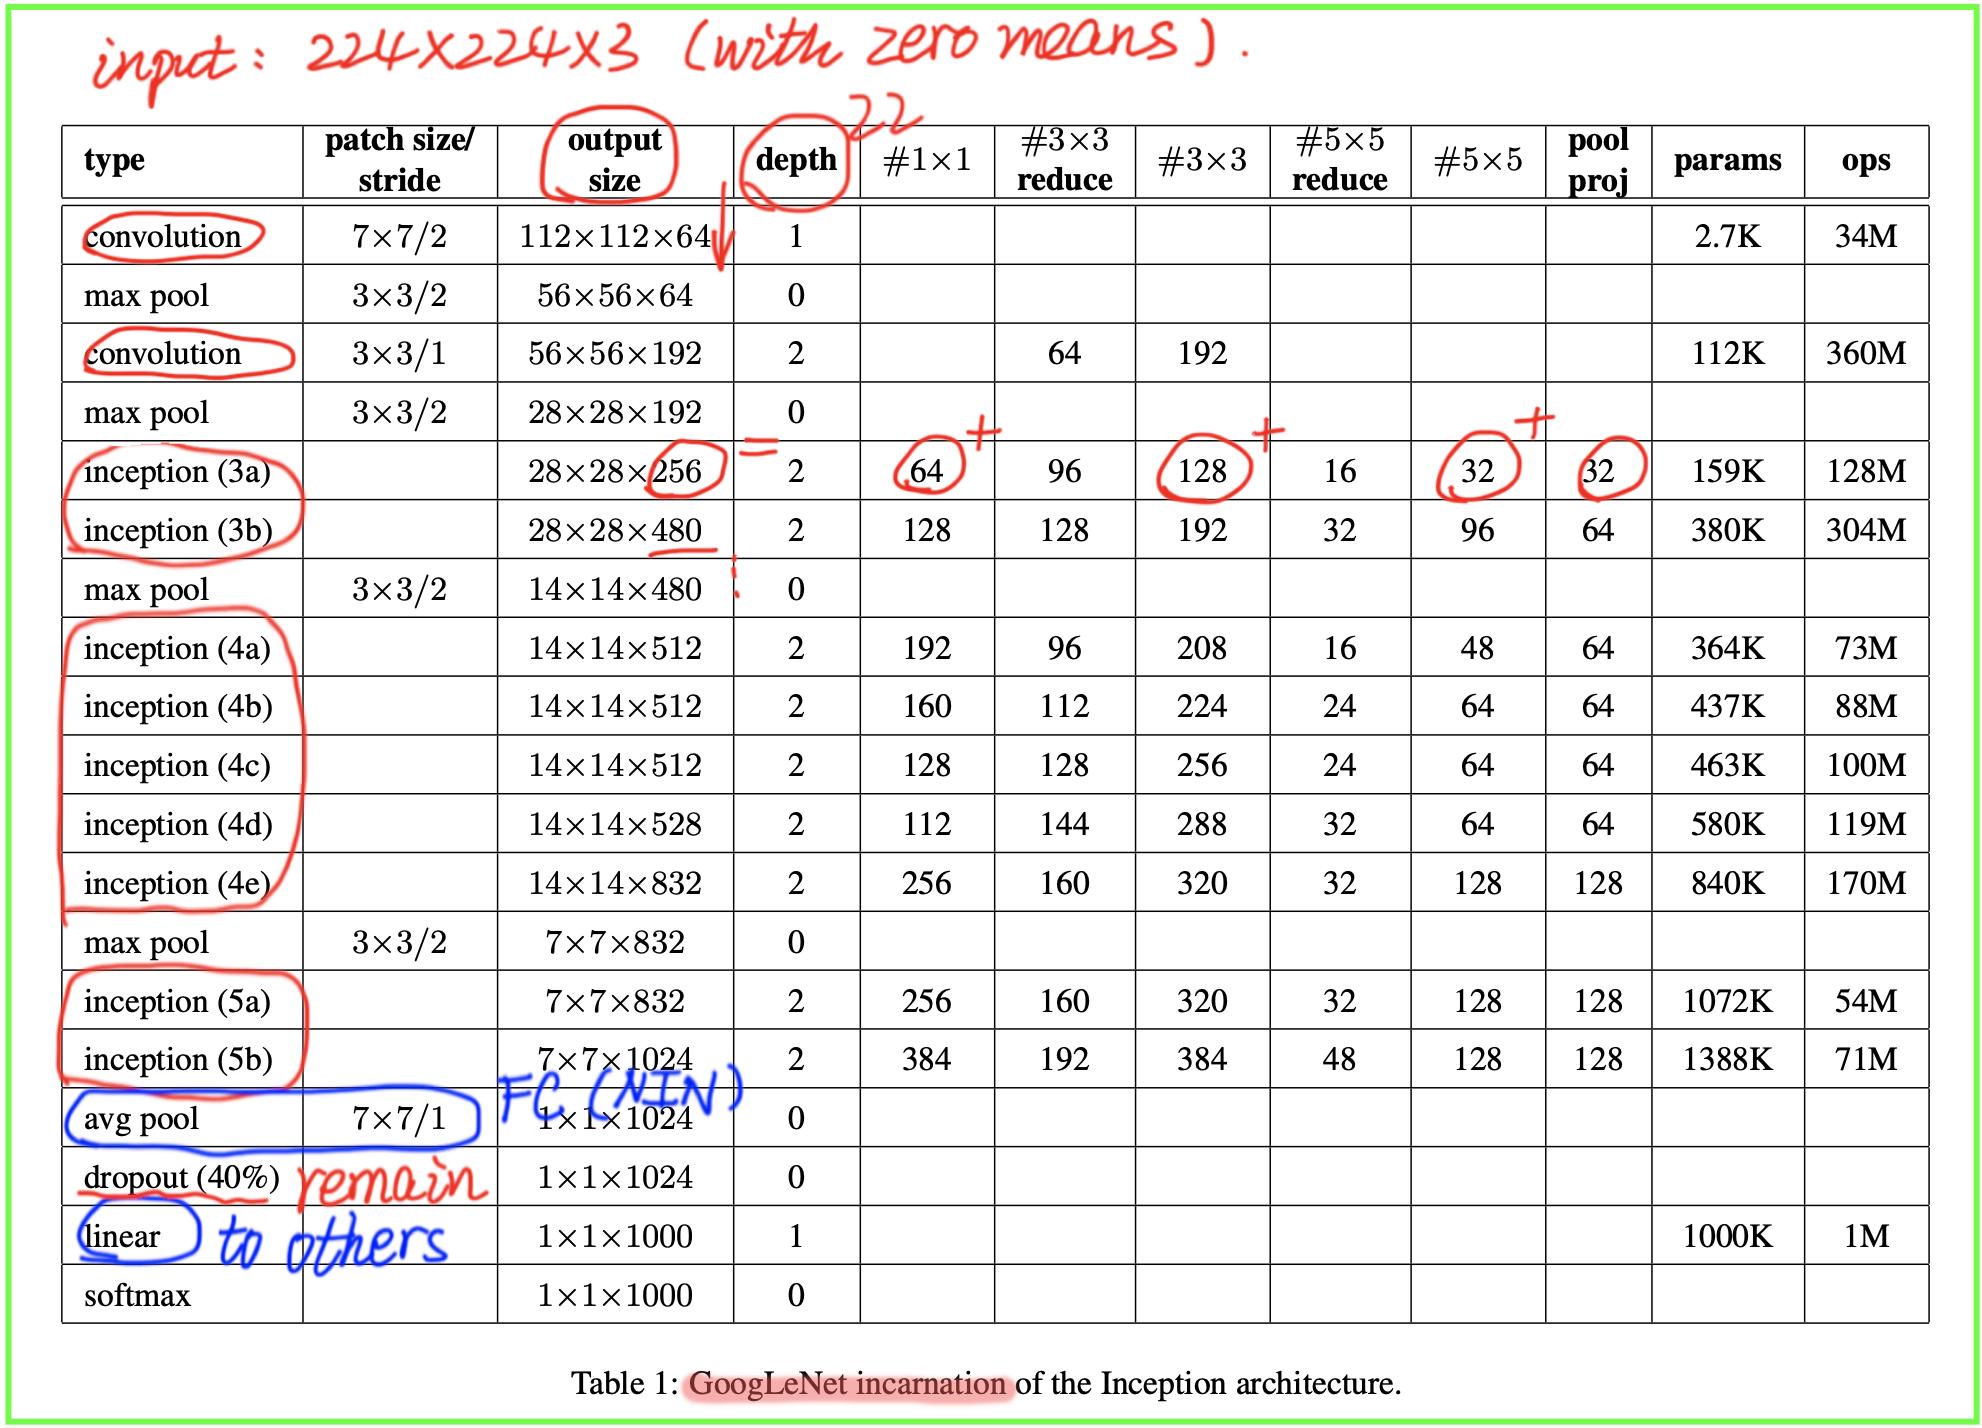 input: 224×224×3 (with zero means).
22
type patch size/ stride output size depth #1×1 #3×3 reduce #3×3 #5×5 reduce #5×5 pool proj params ops
convolution 7×7/2 112×112×64 1 2.7K 34M
max pool 3×3/2 56×56×64 0
convolution 3×3/1 56×56×192 2 64 192 112K 360M
max pool 3×3/2 28×28×192 0
inception (3a) 28×28×256 = 2 64 + 96 128 + 16 32 + 32 159K 128M
inception (3b) 28×28×480 2 128 128 192 32 96 64 380K 304M
max pool 3×3/2 14×14×480 0
inception (4a) 14×14×512 2 192 96 208 16 48 64 364K 73M
inception (4b) 14×14×512 2 160 112 224 24 64 64 437K 88M
inception (4c) 14×14×512 2 128 128 256 24 64 64 463K 100M
inception (4d) 14×14×528 2 112 144 288 32 64 64 580K 119M
inception (4e) 14×14×832 2 256 160 320 32 128 128 840K 170M
max pool 3×3/2 7×7×832 0
inception (5a) 7×7×832 2 256 160 320 32 128 128 1072K 54M
inception (5b) 7×7×1024 2 384 192 384 48 128 128 1388K 71M
FC (NIN)
avg pool 7×7/1 1×1×1024 0
dropout (40%) remain 1×1×1024 0
linear to others 1×1×1000 1 1000K 1M
softmax 1×1×1000 0
Table 1: GoogLeNet incarnation of the Inception architecture.